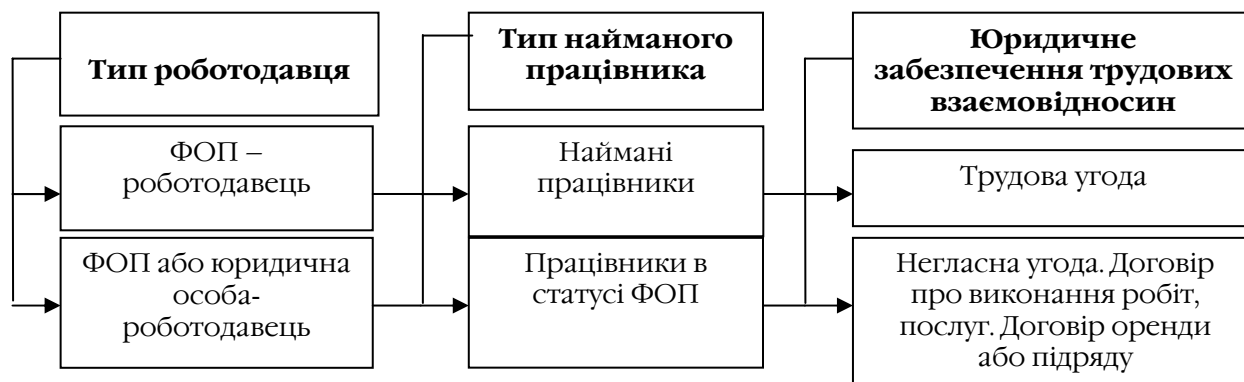 Тип роботодавця
Тип найманого
працівника
Юридичне
забезпечення трудових
взаємовідносин
ФОП –
роботодавець
Наймані
працівники
Трудова угода
ФОП або юридична
особа-
роботодавець
Працівники в
статусі ФОП
Негласна угода. Договір
про виконання робіт,
послуг. Договір оренди
або підряду